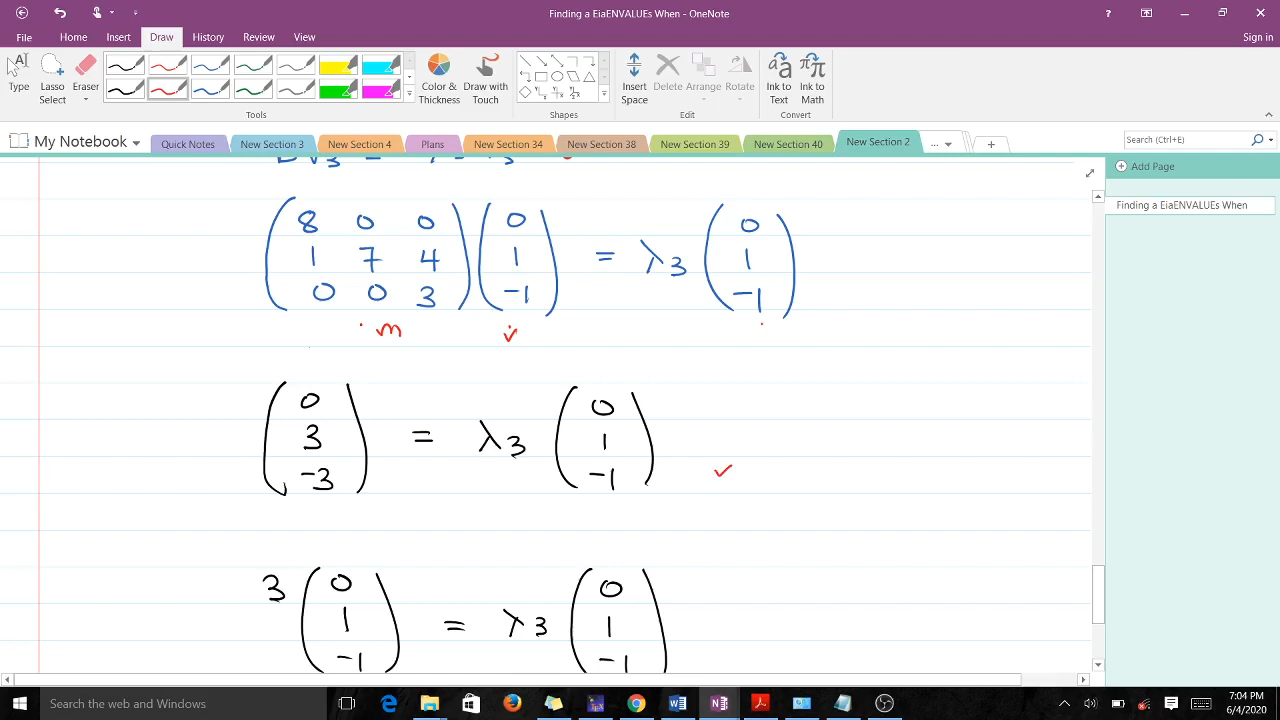 Finding a EiaENVALUEs When - OneNote
File Home Insert Draw History Review View
Type Lasso Select Eraser Color & Thickness Draw with Touch Insert Space Delete Arrange Rotate Ink to Text Ink to Math
Tools Shapes Edit Convert
My Notebook Quick Notes New Section 3 New Section 4 Plans New Section 34 New Section 38 New Section 39 New Section 40 New Section 2 ... Search (Ctrl+E)
Add Page
Finding a EiaENVALUEs When
( 8 0 0 ) ( 0 ) = λ3 ( 0 )
( 1 7 4 ) ( 1 ) ( 1 )
( 0 0 3 ) ( -1 ) ( -1 )
m v
( 0 ) = λ3 ( 0 )
( 3 ) ( 1 )
( -3 ) ( -1 ) ✓
3 ( 0 ) = λ3 ( 0 )
( 1 ) ( 1 )
( -1 ) ( -1 )
Search the web and Windows
7:04 PM
6/4/2020